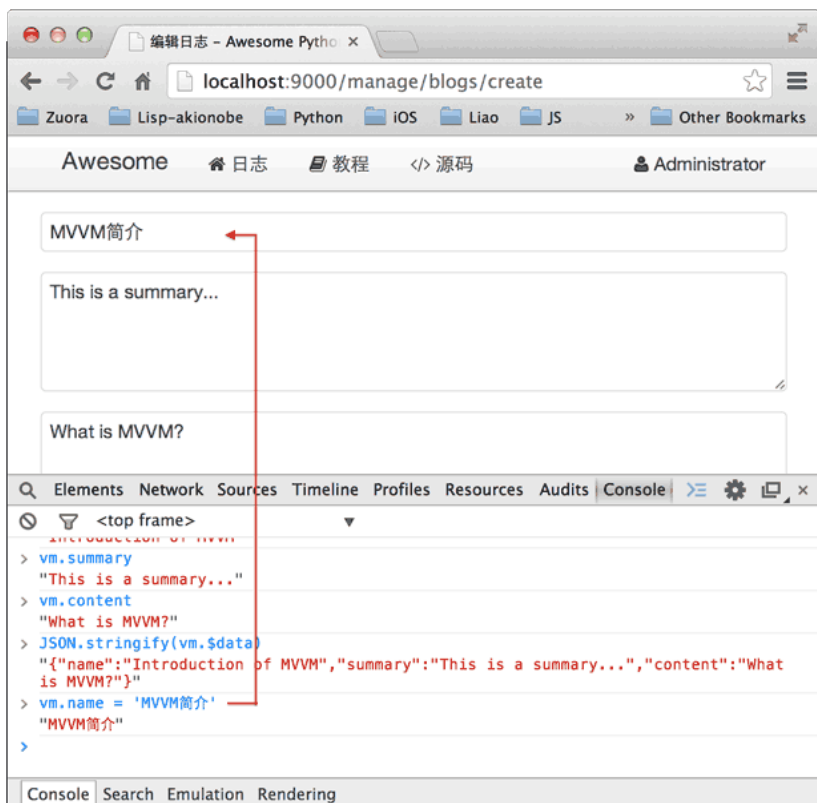 编辑日志 - Awesome Pytho
localhost:9000/manage/blogs/create
Zuora Lisp-akionobe Python iOS Liao JS » Other Bookmarks
Awesome 日志 教程 </> 源码 Administrator
MVVM简介
This is a summary...
What is MVVM?
Elements Network Sources Timeline Profiles Resources Audits Console
<top frame>
"Introduction of MVVM"
> vm.summary
"This is a summary..."
> vm.content
"What is MVVM?"
> JSON.stringify(vm.$data)
"{"name":"Introduction of MVVM","summary":"This is a summary...","content":"What
is MVVM?"}"
> vm.name = 'MVVM简介'
"MVVM简介"
>
Console Search Emulation Rendering